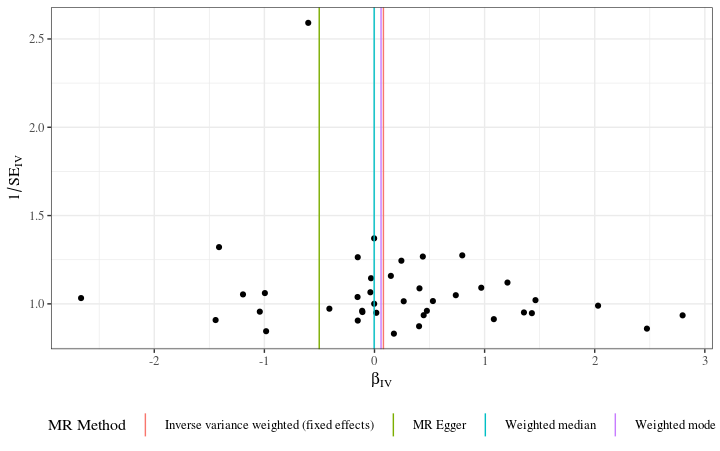 2.5
2.0
1.5
1.0
1/SE_IV
-2 -1 0 1 2 3
β_IV
MR Method Inverse variance weighted (fixed effects) MR Egger Weighted median Weighted mode